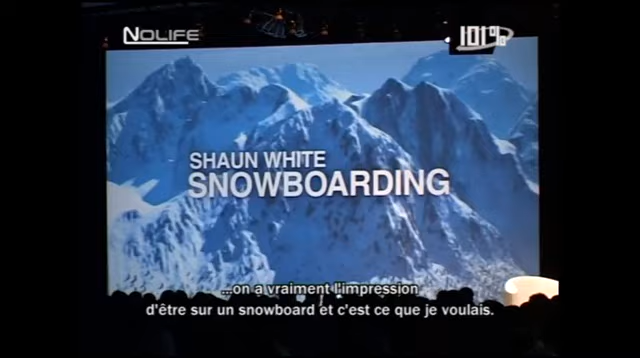 NOLIFE
101%
SHAUN WHITE
SNOWBOARDING
...on a vraiment l'impression
d'être sur un snowboard et c'est ce que je voulais.